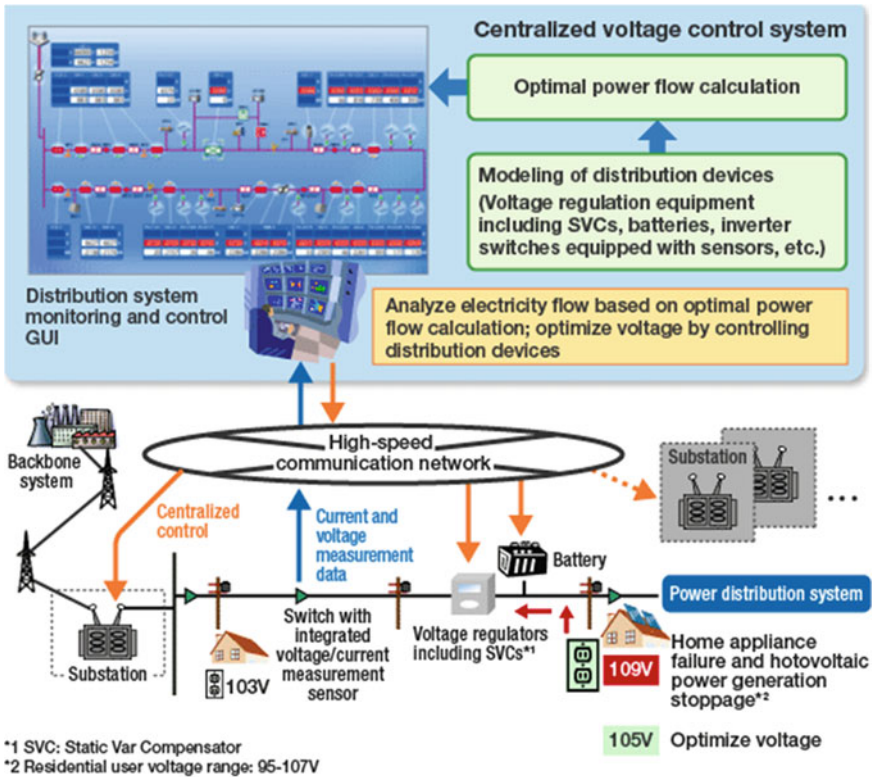 Centralized voltage control system
Optimal power flow calculation
Modeling of distribution devices
(Voltage regulation equipment
including SVCs, batteries, inverter
switches equipped with sensors, etc.)
Distribution system
monitoring and control
GUI
Analyze electricity flow based on optimal power
flow calculation; optimize voltage by controlling
distribution devices
High-speed
communication network
Backbone
system
Substation
...
Centralized
control
Current and
voltage
measurement
data
Battery
Power distribution system
Substation
103V
Switch with
integrated
voltage/current
measurement
sensor
Voltage regulators
including SVCs*1
109V
Home appliance
failure and hotovoltaic
power generation
stoppage*2
105V
Optimize voltage
*1 SVC: Static Var Compensator
*2 Residential user voltage range: 95-107V